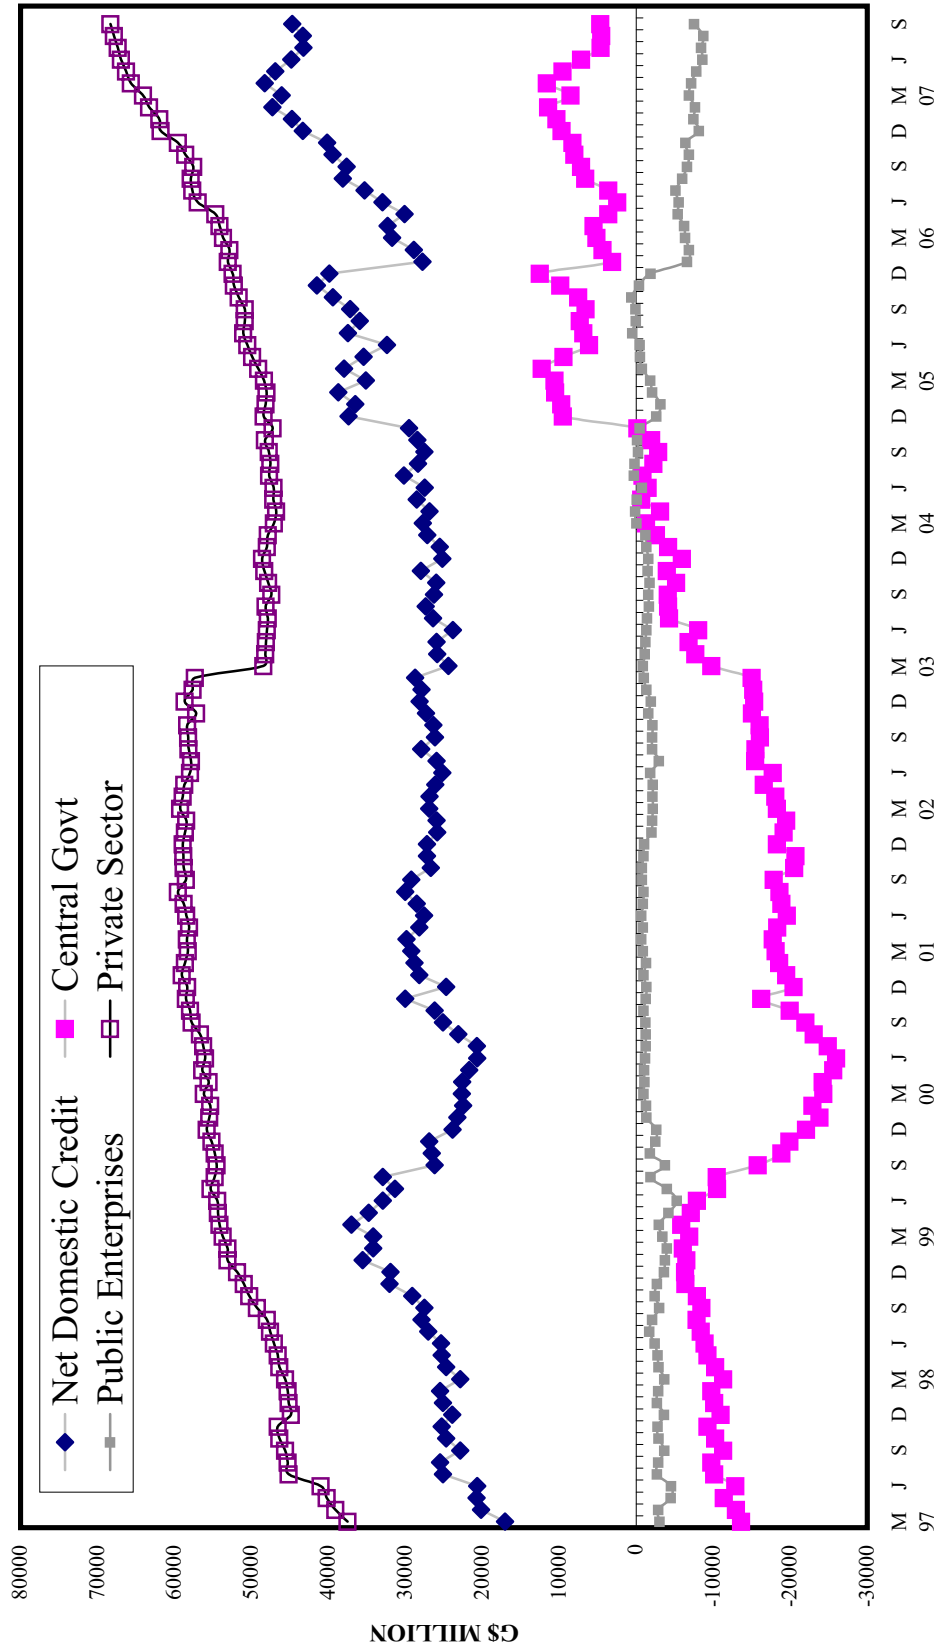 G$ MILLION
80000
70000
60000
50000
40000
30000
20000
10000
0
-10000
-20000
-30000
Net Domestic Credit Central Govt
Public Enterprises Private Sector
M J S D M J S D M J S D M J S D M J S D M J S D M J S D M J S D M J S D M J S D M J S
97 98 99 00 01 02 03 04 05 06 07